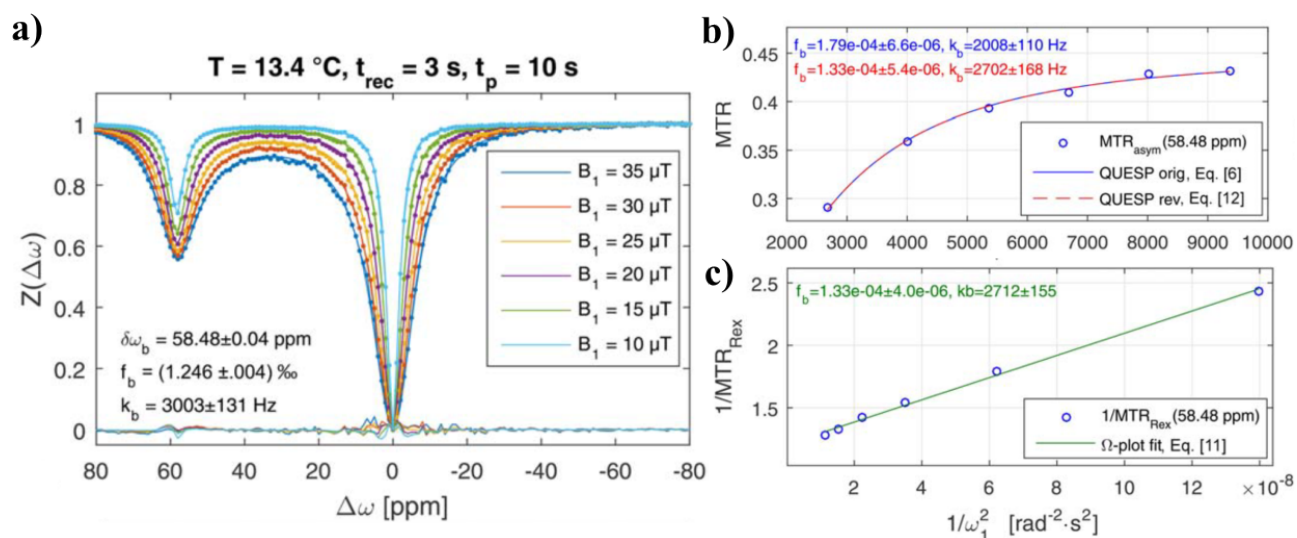 a)
T = 13.4 °C, t_rec = 3 s, t_p = 10 s
Z(Δω)
1
0.8
0.6
0.4
0.2
0
80 60 40 20 0 -20 -40 -60 -80
Δω [ppm]
B₁ = 35 μT
B₁ = 30 μT
B₁ = 25 μT
B₁ = 20 μT
B₁ = 15 μT
B₁ = 10 μT
δω_b = 58.48±0.04 ppm
f_b = (1.246 ±.004) ‰
k_b = 3003±131 Hz
b)
f_b=1.79e-04±6.6e-06, k_b=2008±110 Hz
f_b=1.33e-04±5.4e-06, k_b=2702±168 Hz
MTR
0.45
0.4
0.35
0.3
2000 3000 4000 5000 6000 7000 8000 9000 10000
MTR_asym(58.48 ppm)
QUESP orig, Eq. [6]
QUESP rev, Eq. [12]
c)
f_b=1.33e-04±4.0e-06, kb=2712±155
1/MTR_Rex
2.5
2
1.5
2 4 6 8 10 12 ×10⁻⁸
1/ω₁² [rad⁻²·s²]
1/MTR_Rex(58.48 ppm)
Ω-plot fit, Eq. [11]